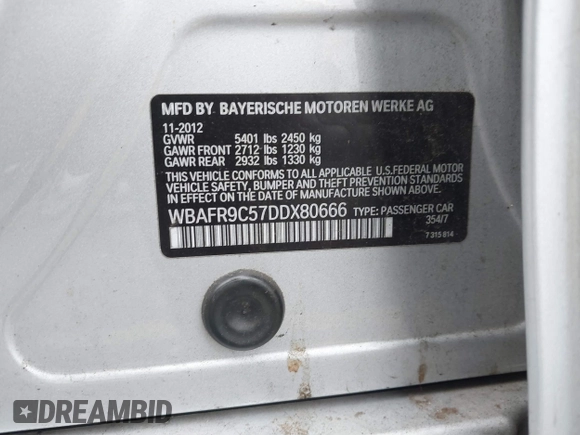 MFD BY BAYERISCHE MOTOREN WERKE AG
11-2012
GVWR 5401 lbs 2450 kg
GAWR FRONT 2712 lbs 1230 kg
GAWR REAR 2932 lbs 1330 kg
THIS VEHICLE CONFORMS TO ALL APPLICABLE U.S.FEDERAL MOTOR
VEHICLE SAFETY, BUMPER AND THEFT PREVENTION STANDARDS
IN EFFECT ON THE DATE OF MANUFACTURE SHOWN ABOVE.
WBAFR9C57DDX80666 TYPE: PASSENGER CAR
354/7
7 315 814
DREAMBID